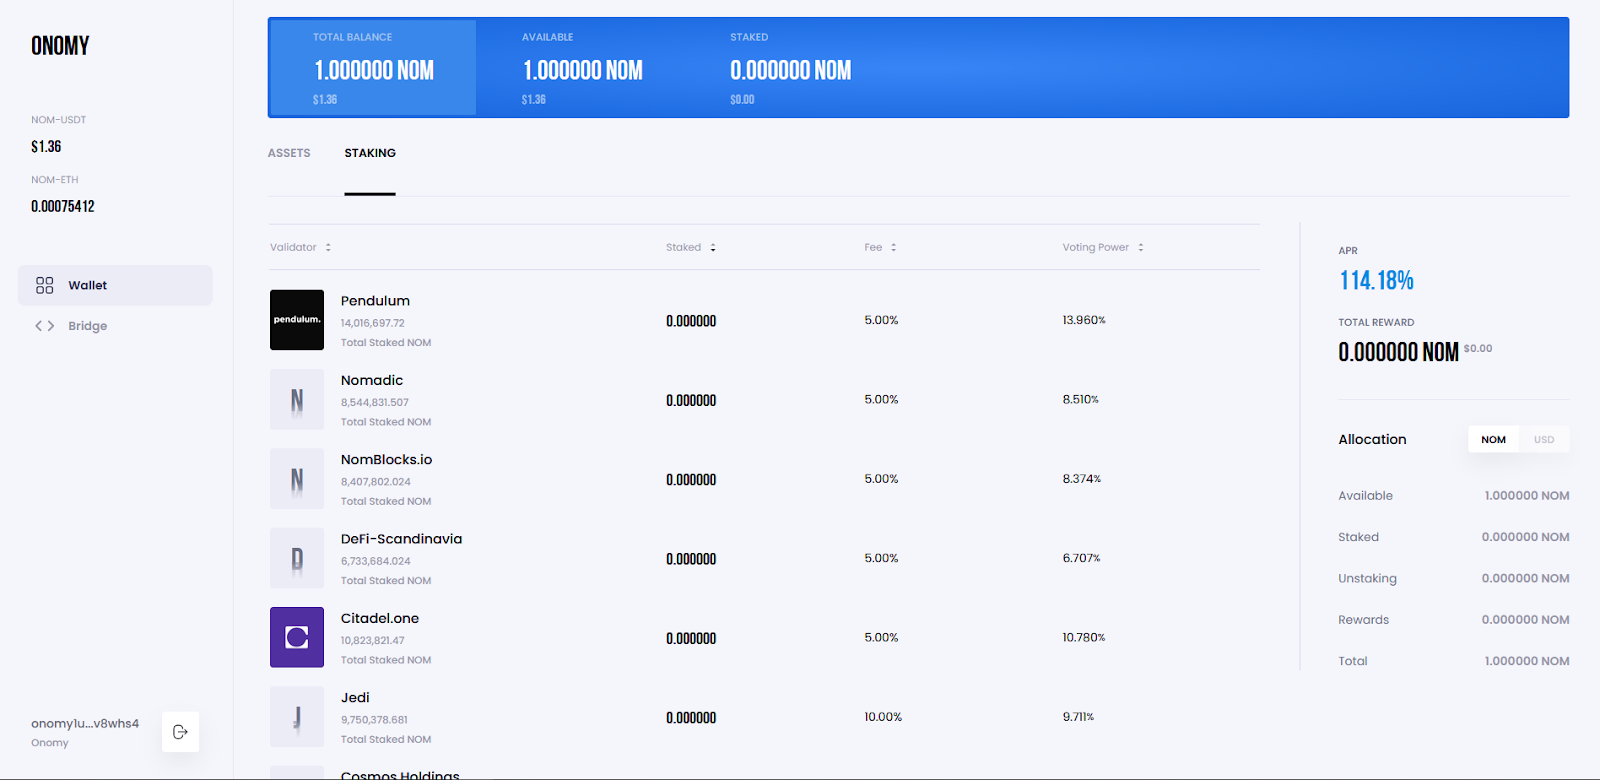 ONOMY
NOM-USDT
$1.36
NOM-ETH
0.00075412
Wallet
Bridge
onomy1u...v8whs4
Onomy
TOTAL BALANCE
1.000000 NOM
$1.36
AVAILABLE
1.000000 NOM
$1.36
STAKED
0.000000 NOM
$0.00
ASSETS STAKING
Validator Staked Fee Voting Power
pendulum.
Pendulum
14,016,697.72
Total Staked NOM
0.000000 5.00% 13.960%
N
Nomadic
8,544,831.507
Total Staked NOM
0.000000 5.00% 8.510%
N
NomBlocks.io
8,407,802.024
Total Staked NOM
0.000000 5.00% 8.374%
D
DeFi-Scandinavia
6,733,684.024
Total Staked NOM
0.000000 5.00% 6.707%
Citadel.one
10,823,821.47
Total Staked NOM
0.000000 5.00% 10.780%
J
Jedi
9,750,378.681
Total Staked NOM
0.000000 10.00% 9.711%
Cosmos Holdings
APR
114.18%
TOTAL REWARD
0.000000 NOM $0.00
Allocation NOM USD
Available 1.000000 NOM
Staked 0.000000 NOM
Unstaking 0.000000 NOM
Rewards 0.000000 NOM
Total 1.000000 NOM